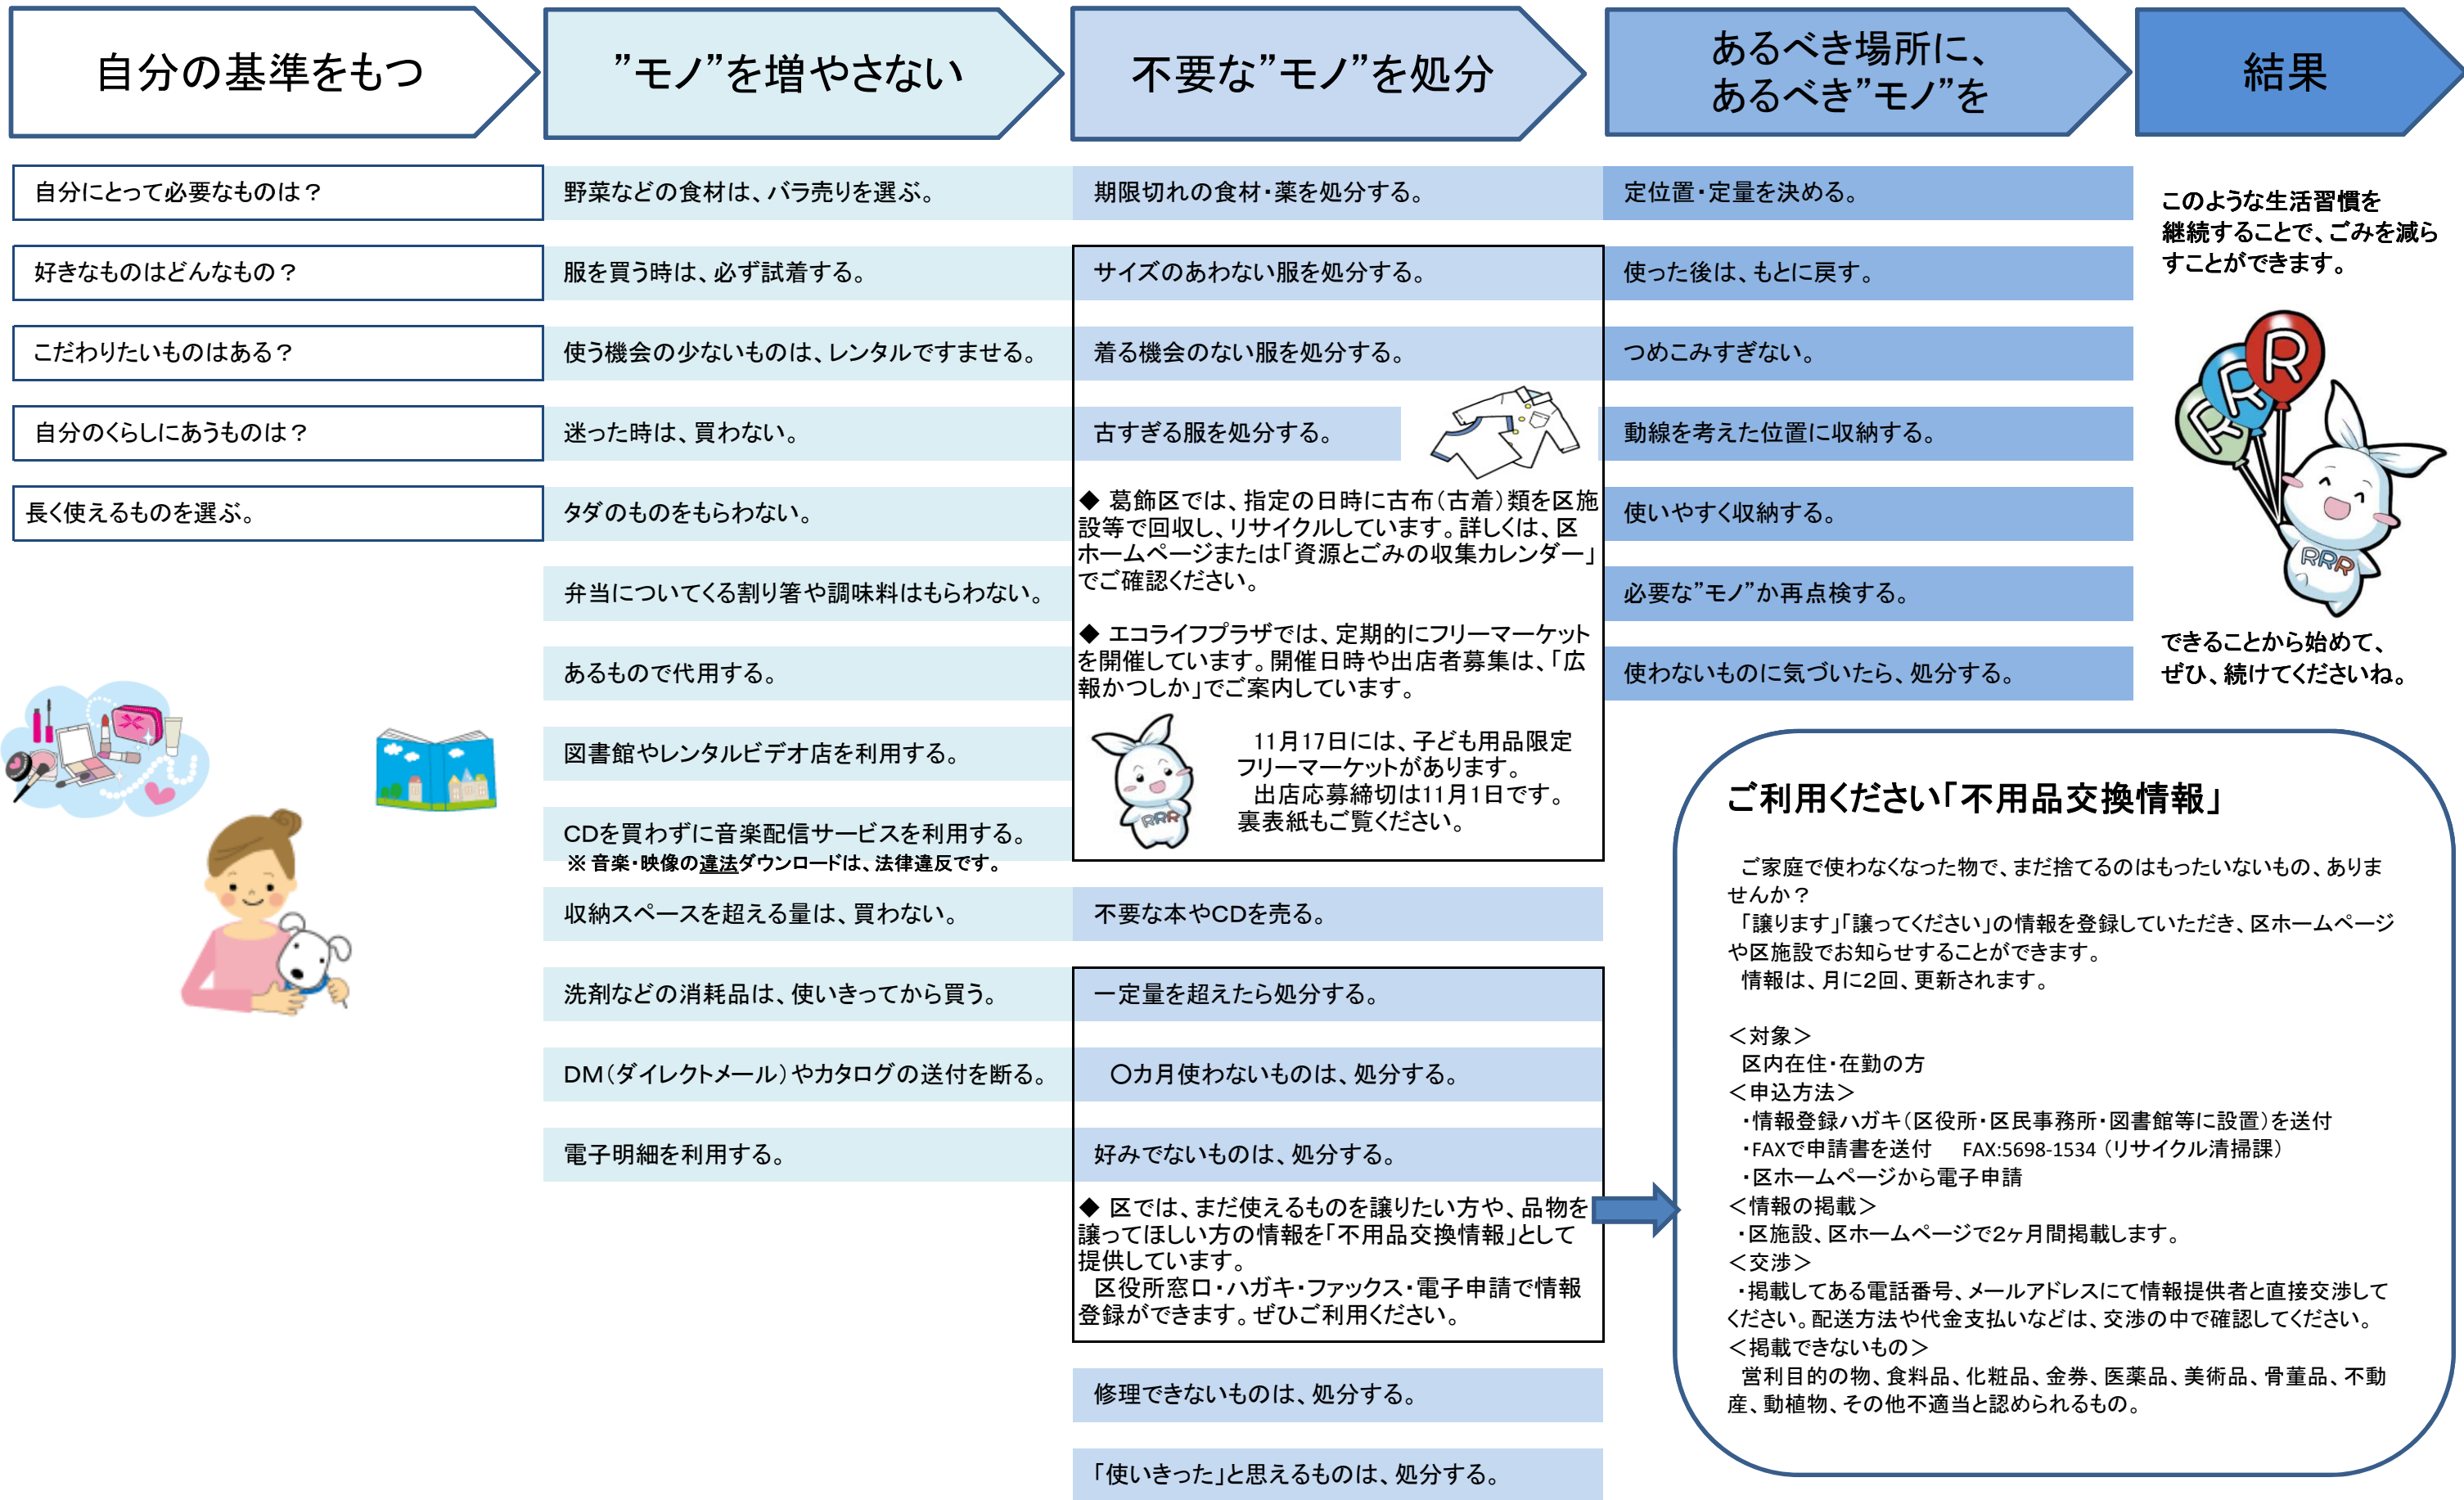 自分の基準をもつ
”モノ”を増やさない
不要な”モノ”を処分
あるべき場所に、
あるべき”モノ”を
結果
自分にとって必要なものは？
好きなものはどんなもの？
こだわりたいものはある？
自分のくらしにあうものは？
長く使えるものを選ぶ。
野菜などの食材は、バラ売りを選ぶ。
服を買う時は、必ず試着する。
使う機会の少ないものは、レンタルですませる。
迷った時は、買わない。
タダのものをもらわない。
弁当についてくる割り箸や調味料はもらわない。
あるもので代用する。
図書館やレンタルビデオ店を利用する。
CDを買わずに音楽配信サービスを利用する。
※ 音楽・映像の違法ダウンロードは、法律違反です。
収納スペースを超える量は、買わない。
洗剤などの消耗品は、使いきってから買う。
DM（ダイレクトメール）やカタログの送付を断る。
電子明細を利用する。
期限切れの食材・薬を処分する。
サイズのあわない服を処分する。
着る機会のない服を処分する。
古すぎる服を処分する。
◆ 葛飾区では、指定の日時に古布（古着）類を区施
設等で回収し、リサイクルしています。詳しくは、区
ホームページまたは「資源とごみの収集カレンダー」
でご確認ください。
◆ エコライフプラザでは、定期的にフリーマーケット
を開催しています。開催日時や出店者募集は、「広
報かつしか」でご案内しています。
11月17日には、子ども用品限定
フリーマーケットがあります。
出店応募締切は11月1日です。
裏表紙もご覧ください。
RRR
不要な本やCDを売る。
一定量を超えたら処分する。
〇カ月使わないものは、処分する。
好みでないものは、処分する。
◆ 区では、まだ使えるものを譲りたい方や、品物を
譲ってほしい方の情報を「不用品交換情報」として
提供しています。
区役所窓口・ハガキ・ファックス・電子申請で情報
登録ができます。ぜひご利用ください。
修理できないものは、処分する。
「使いきった」と思えるものは、処分する。
定位置・定量を決める。
使った後は、もとに戻す。
つめこみすぎない。
動線を考えた位置に収納する。
使いやすく収納する。
必要な”モノ”か再点検する。
使わないものに気づいたら、処分する。
このような生活習慣を
継続することで、ごみを減ら
すことができます。
R
R
R
RRR
できることから始めて、
ぜひ、続けてくださいね。
ご利用ください「不用品交換情報」
ご家庭で使わなくなった物で、まだ捨てるのはもったいないもの、ありま
せんか？
「譲ります」「譲ってください」の情報を登録していただき、区ホームページ
や区施設でお知らせすることができます。
情報は、月に２回、更新されます。
＜対象＞
区内在住・在勤の方
＜申込方法＞
・情報登録ハガキ（区役所・区民事務所・図書館等に設置）を送付
・FAXで申請書を送付　FAX:5698-1534（リサイクル清掃課）
・区ホームページから電子申請
＜情報の掲載＞
・区施設、区ホームページで２ヶ月間掲載します。
＜交渉＞
・掲載してある電話番号、メールアドレスにて情報提供者と直接交渉して
ください。配送方法や代金支払いなどは、交渉の中で確認してください。
＜掲載できないもの＞
営利目的の物、食料品、化粧品、金券、医薬品、美術品、骨董品、不動
産、動植物、その他不適当と認められるもの。